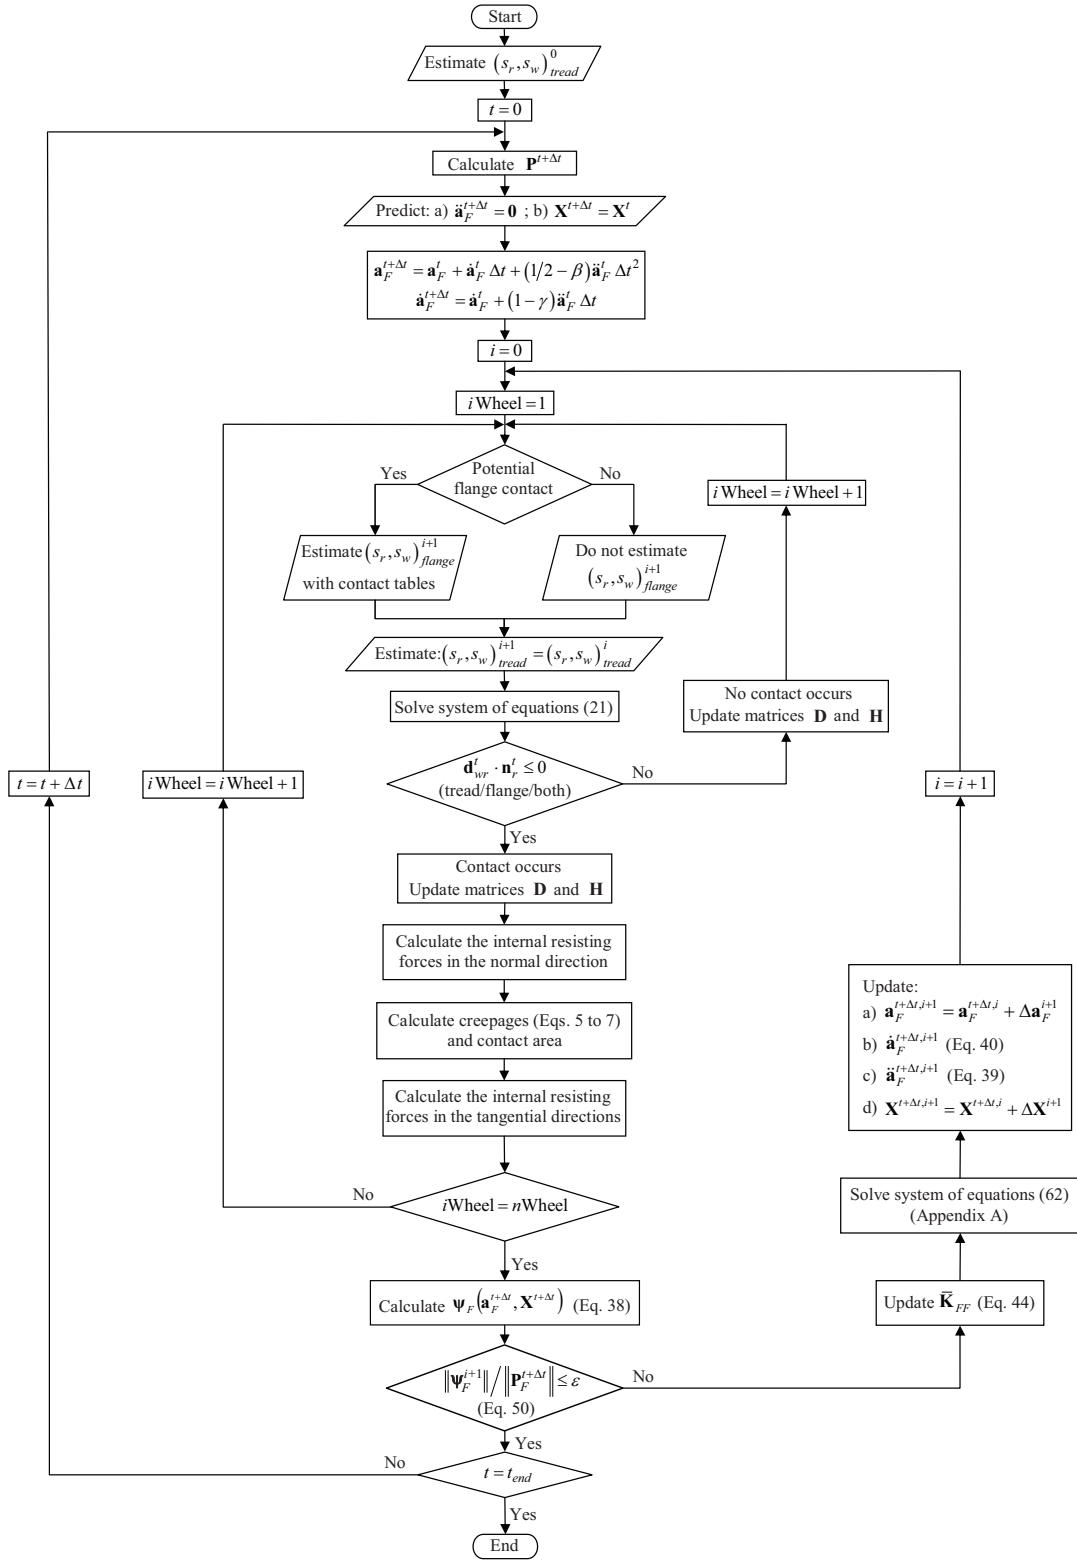 Start
Estimate (s_r, s_w)^0_tread
t = 0
Calculate P^{t+Δt}
Predict: a) ä_F^{t+Δt} = 0 ; b) X^{t+Δt} = X^t
a_F^{t+Δt} = a_F^t + ȧ_F^t Δt + (1/2 − β) ä_F^t Δt^2
ȧ_F^{t+Δt} = ȧ_F^t + (1 − γ) ä_F^t Δt
i = 0
i Wheel = 1
Yes
Potential
flange contact
No
i Wheel = i Wheel + 1
Estimate (s_r, s_w)^{i+1}_flange
with contact tables
Do not estimate
(s_r, s_w)^{i+1}_flange
Estimate: (s_r, s_w)^{i+1}_tread = (s_r, s_w)^i_tread
Solve system of equations (21)
No contact occurs
Update matrices D and H
d_wr^t · n_r^t ≤ 0
(tread/flange/both)
No
Yes
t = t + Δt
i Wheel = i Wheel + 1
i = i + 1
Contact occurs
Update matrices D and H
Calculate the internal resisting
forces in the normal direction
Calculate creepages (Eqs. 5 to 7)
and contact area
Calculate the internal resisting
forces in the tangential directions
Update:
a) a_F^{t+Δt,i+1} = a_F^{t+Δt,i} + Δa_F^{i+1}
b) ȧ_F^{t+Δt,i+1} (Eq. 40)
c) ä_F^{t+Δt,i+1} (Eq. 39)
d) X^{t+Δt,i+1} = X^{t+Δt,i} + ΔX^{i+1}
No
iWheel = nWheel
Yes
Solve system of equations (62)
(Appendix A)
Calculate ψ_F(a_F^{t+Δt}, X^{t+Δt}) (Eq. 38)
Update K̄_FF (Eq. 44)
‖ψ_F^{i+1}‖ / ‖P_F^{t+Δt}‖ ≤ ε
(Eq. 50)
No
Yes
No
t = t_end
Yes
End